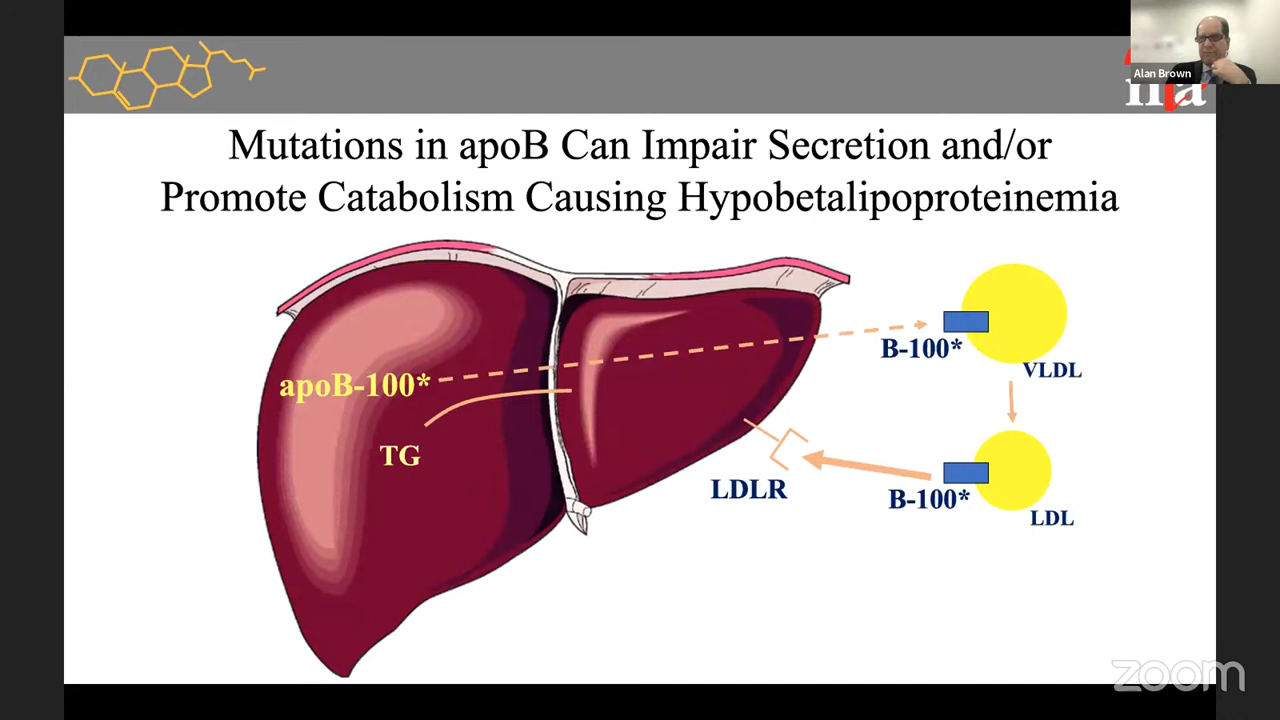 Alan Brown
Mutations in apoB Can Impair Secretion and/or
Promote Catabolism Causing Hypobetalipoproteinemia
B-100*
VLDL
apoB-100*
TG
LDLR
B-100*
LDL
zoom